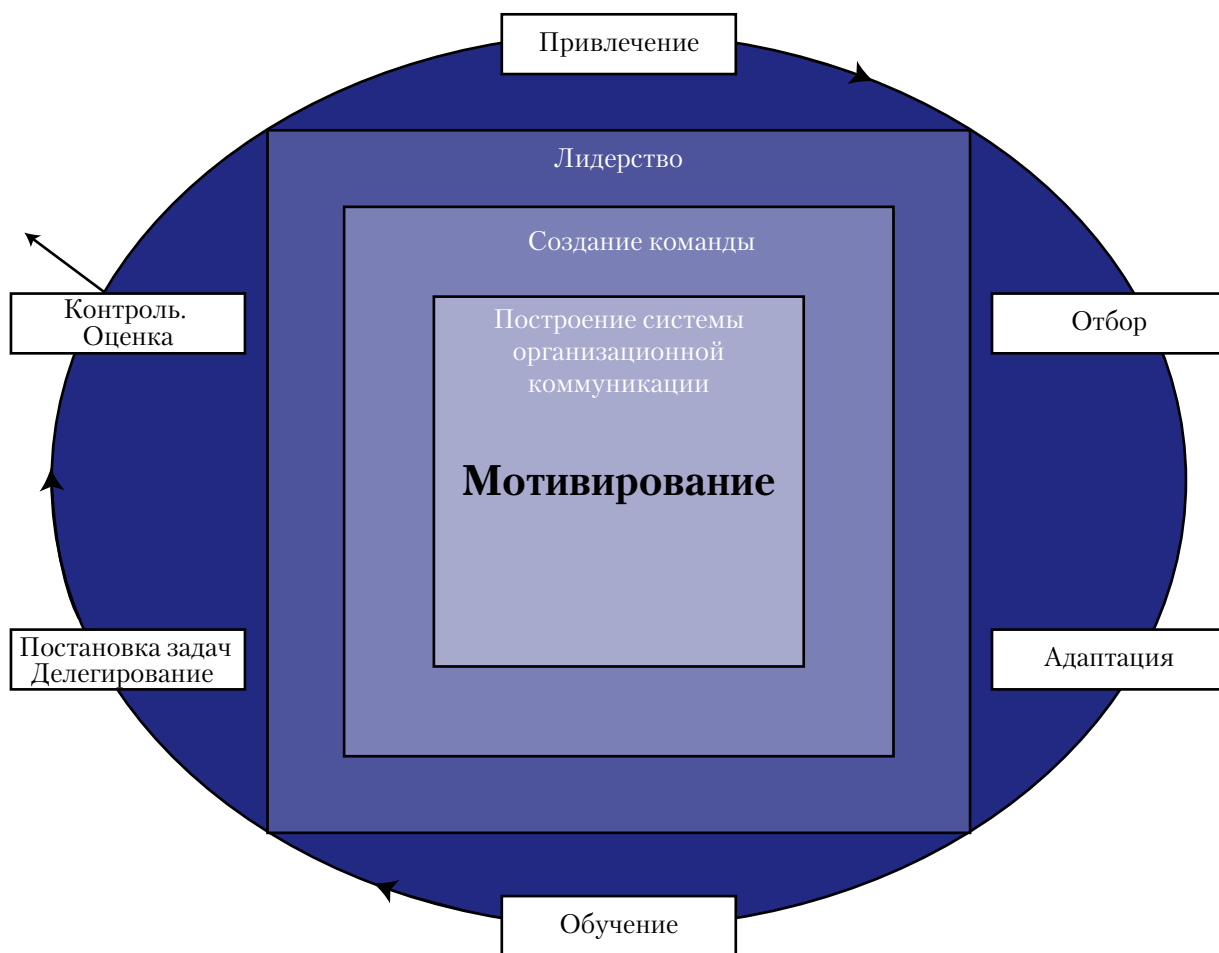 Привлечение
Лидерство
Создание команды
Контроль.
Оценка
Построение системы
организационной
коммуникации
Отбор
Мотивирование
Постановка задач
Делегирование
Адаптация
Обучение